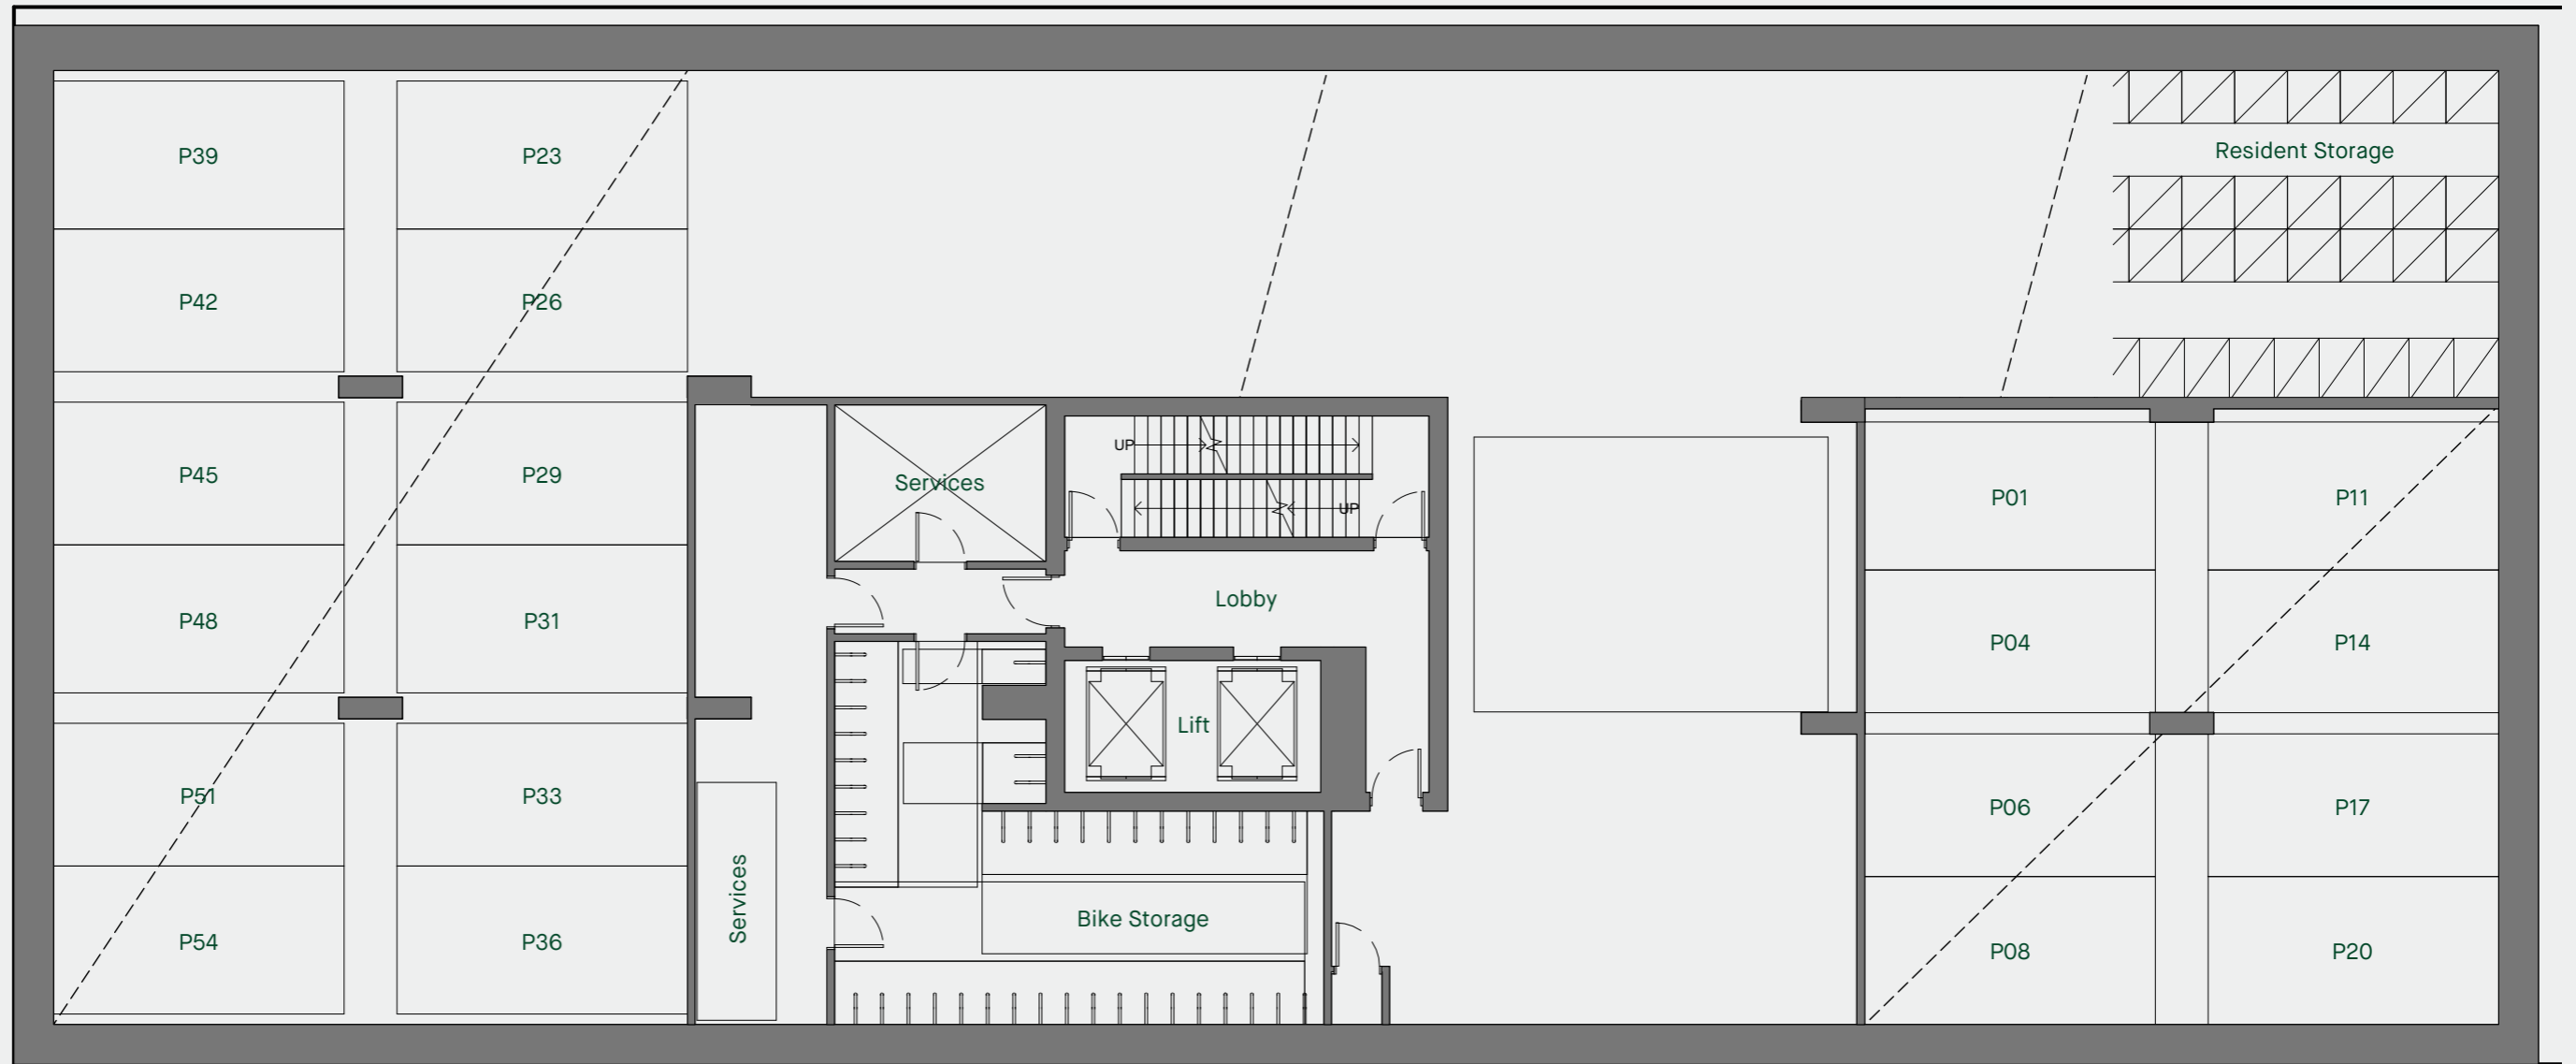 P39
P23
Resident Storage
P42
P26
UP
P45
P29
Services
P01
P11
UP
Lobby
P48
P31
P04
P14
Lift
P51
P33
P06
P17
Services
Bike Storage
P54
P36
P08
P20